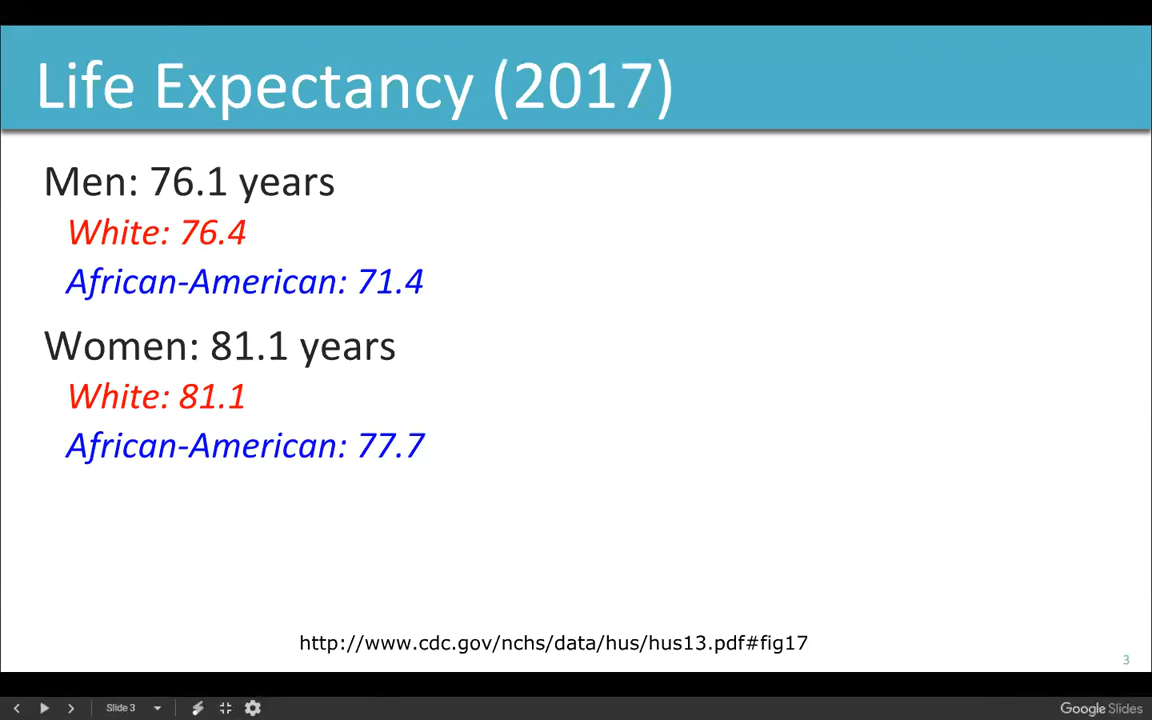 Life Expectancy (2017)
Men: 76.1 years
White: 76.4
African-American: 71.4
Women: 81.1 years
White: 81.1
African-American: 77.7
http://www.cdc.gov/nchs/data/hus/hus13.pdf#fig17
3
Slide 3
Google Slides